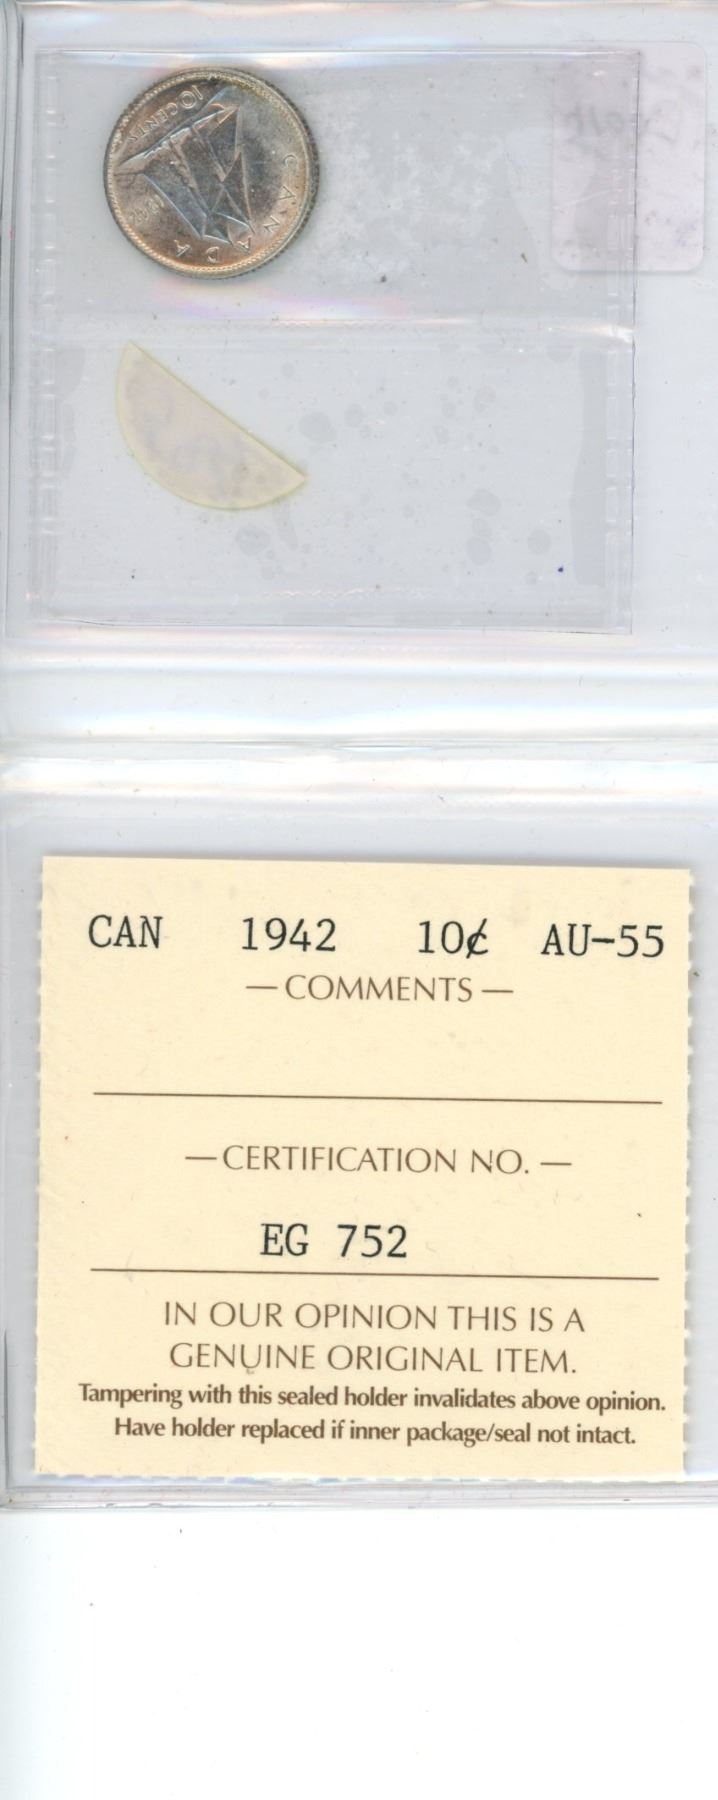 CANADA
10 CENTS
1942
CAN 1942 10¢ AU-55
— COMMENTS —
— CERTIFICATION NO. —
EG 752
IN OUR OPINION THIS IS A
GENUINE ORIGINAL ITEM.
Tampering with this sealed holder invalidates above opinion.
Have holder replaced if inner package/seal not intact.